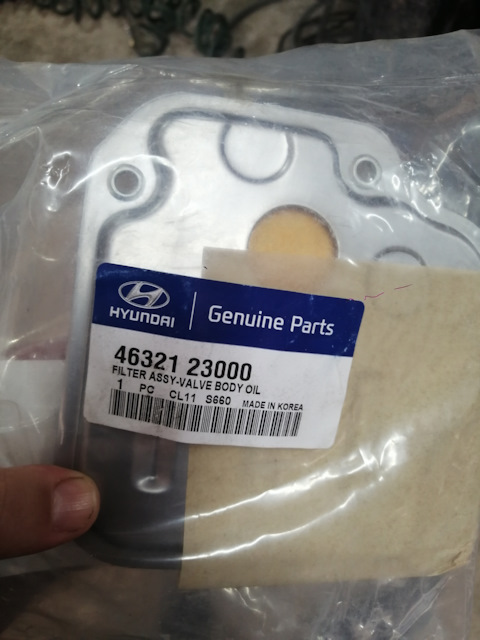 HYUNDAI
Genuine Parts
46321 23000
FILTER ASSY-VALVE BODY OIL
1 PC CL11 S660 MADE IN KOREA